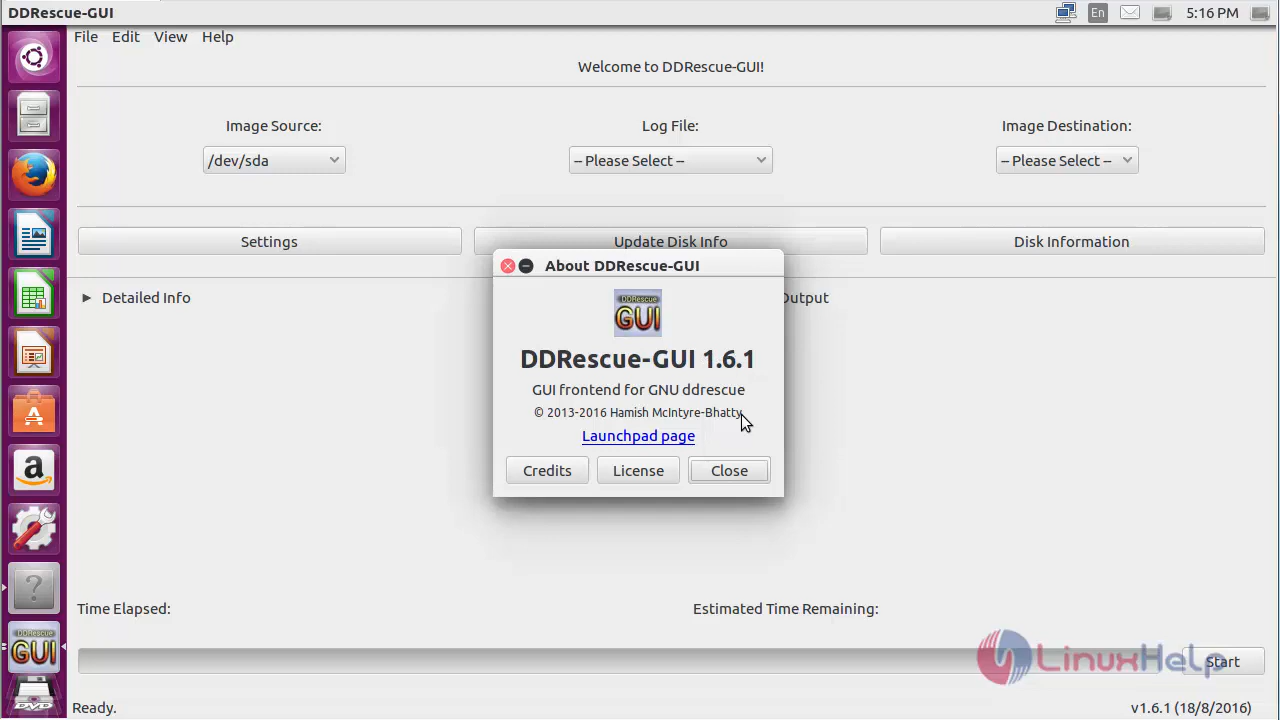 DDRescue-GUI
En
5:16 PM
File Edit View Help
Welcome to DDRescue-GUI!
Image Source:
Log File:
Image Destination:
/dev/sda
-- Please Select --
-- Please Select --
Settings
Update Disk Info
Disk Information
Detailed Info
Output
About DDRescue-GUI
DDRescue
GUI
DDRescue-GUI 1.6.1
GUI frontend for GNU ddrescue
© 2013-2016 Hamish McIntyre-Bhatty
Launchpad page
Credits
License
Close
Time Elapsed:
Estimated Time Remaining:
DDRescue
GUI
LinuxHelp
Start
DVD
Ready.
v1.6.1 (18/8/2016)